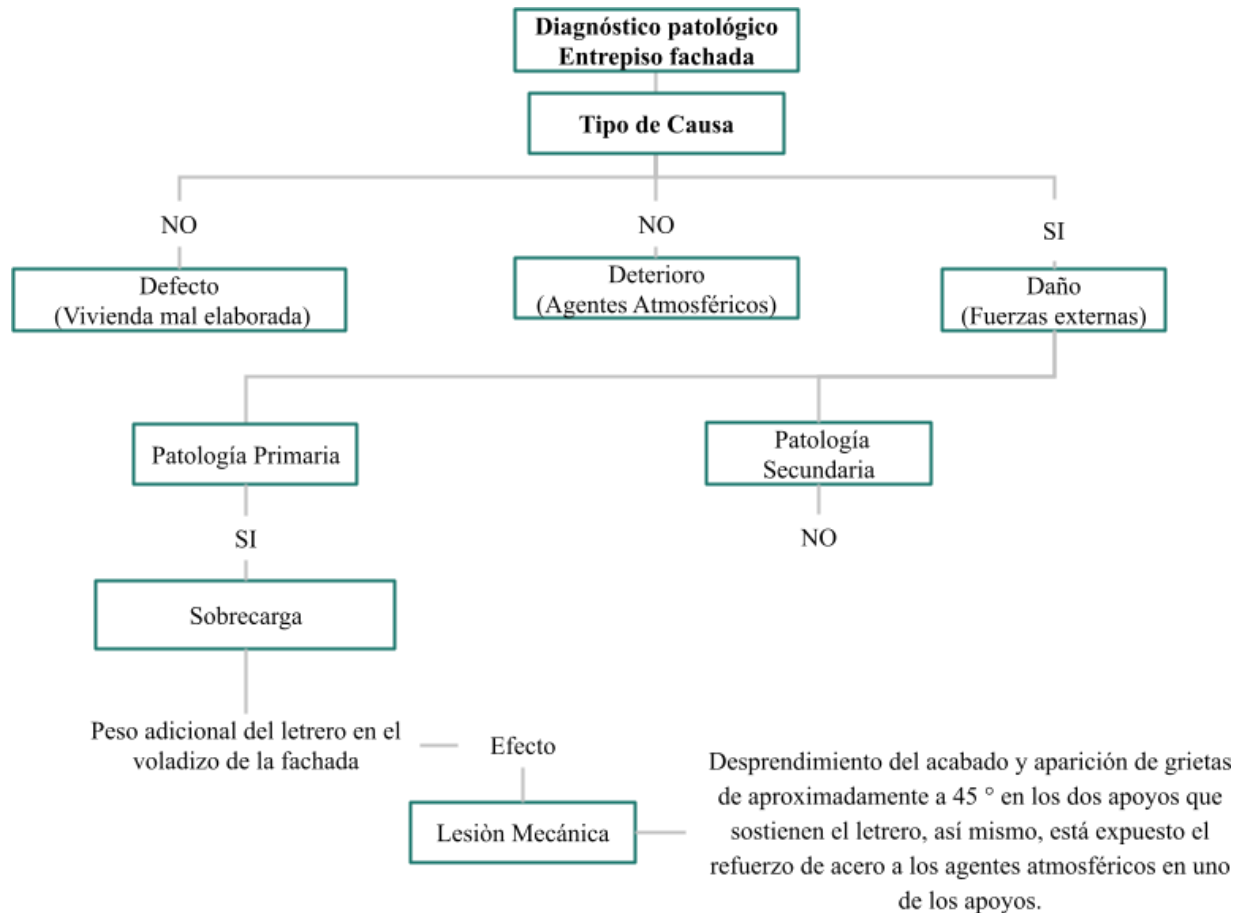 Diagnóstico patológico
Entrepiso fachada
Tipo de Causa
NO
NO
SI
Defecto
(Vivienda mal elaborada)
Deterioro
(Agentes Atmosféricos)
Daño
(Fuerzas externas)
Patología Primaria
Patología
Secundaria
SI
NO
Sobrecarga
Peso adicional del letrero en el
voladizo de la fachada
Efecto
Lesiòn Mecánica
Desprendimiento del acabado y aparición de grietas
de aproximadamente a 45 ° en los dos apoyos que
sostienen el letrero, así mismo, está expuesto el
refuerzo de acero a los agentes atmosféricos en uno
de los apoyos.